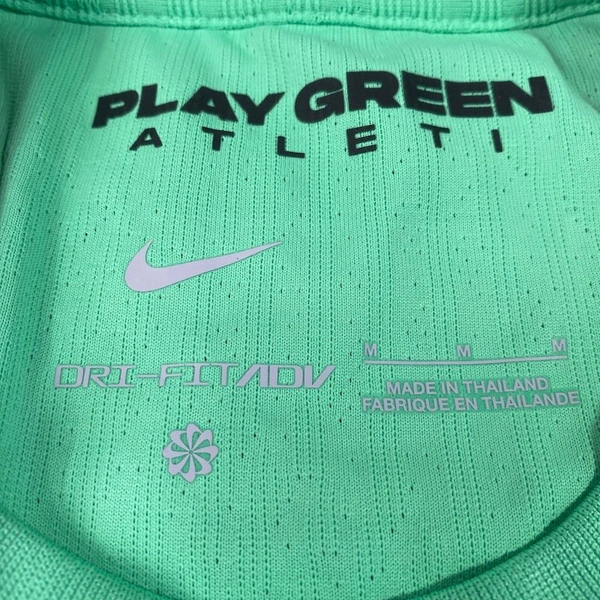 PLAY GREEN
ATLETI
DRI-FIT ADV
M M M
MADE IN THAILAND
FABRIQUE EN THAILANDE